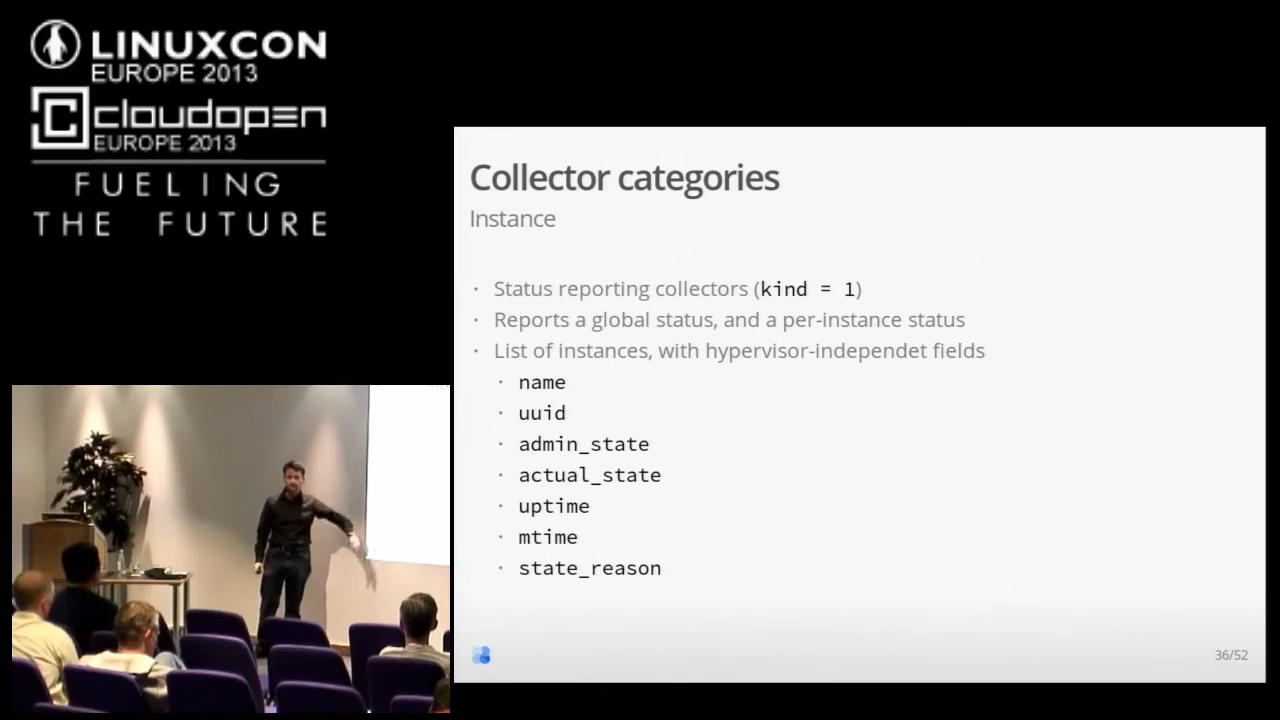 LINUXCON
EUROPE 2013
cloudopen
EUROPE 2013
FUELING
THE FUTURE
Collector categories
Instance
· Status reporting collectors (kind = 1)
· Reports a global status, and a per-instance status
· List of instances, with hypervisor-independet fields
· name
· uuid
· admin_state
· actual_state
· uptime
· mtime
· state_reason
36/52